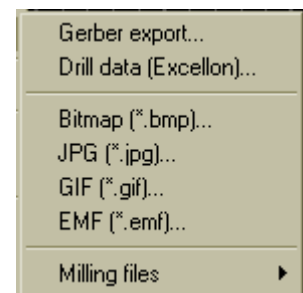 Gerber export...
Drill data (Excellon)...
Bitmap (*.bmp)...
JPG (*.jpg)...
GIF (*.gif)...
EMF (*.emf)...
Milling files